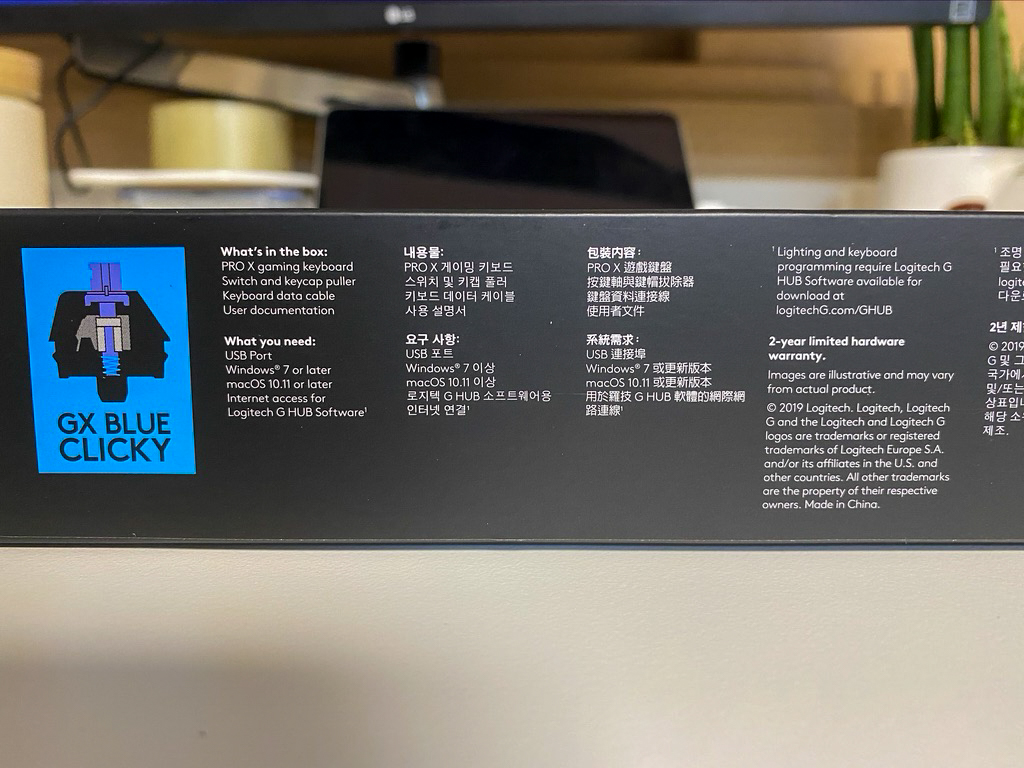 LG
GX BLUE
CLICKY
What's in the box:
PRO X gaming keyboard
Switch and keycap puller
Keyboard data cable
User documentation
What you need:
USB Port
Windows® 7 or later
macOS 10.11 or later
Internet access for
Logitech G HUB Software¹
내용물:
PRO X 게이밍 키보드
스위치 및 키캡 풀러
키보드 데이터 케이블
사용 설명서
요구 사항:
USB 포트
Windows® 7 이상
macOS 10.11 이상
로지텍 G HUB 소프트웨어용
인터넷 연결¹
包裝內容：
PRO X 遊戲鍵盤
按鍵軸與鍵帽拔除器
鍵盤資料連接線
使用者文件
系統需求：
USB 連接埠
Windows® 7 或更新版本
macOS 10.11 或更新版本
用於羅技 G HUB 軟體的網際網
路連線¹
¹ Lighting and keyboard
programming require Logitech G
HUB Software available for
download at
logitechG.com/GHUB
2-year limited hardware
warranty.
Images are illustrative and may vary
from actual product.
© 2019 Logitech. Logitech, Logitech
G and the Logitech and Logitech G
logos are trademarks or registered
trademarks of Logitech Europe S.A.
and/or its affiliates in the U.S. and
other countries. All other trademarks
are the property of their respective
owners. Made in China.
¹ 조명
필요
logit
다운
2년 제
© 2019
G 및 그
국가에
및/또는
상표입니
해당 소
제조.